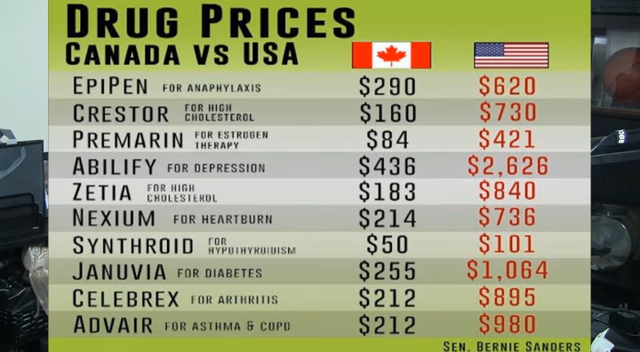 DRUG PRICES
CANADA VS USA
EPIPEN FOR ANAPHYLAXIS $290 $620
CRESTOR FOR HIGH CHOLESTEROL $160 $730
PREMARIN FOR ESTROGEN THERAPY $84 $421
ABILIFY FOR DEPRESSION $436 $2,626
ZETIA FOR HIGH CHOLESTEROL $183 $840
NEXIUM FOR HEARTBURN $214 $736
SYNTHROID FOR HYPOTHYROIDISM $50 $101
JANUVIA FOR DIABETES $255 $1,064
CELEBREX FOR ARTHRITIS $212 $895
ADVAIR FOR ASTHMA & COPD $212 $980
SEN. BERNIE SANDERS